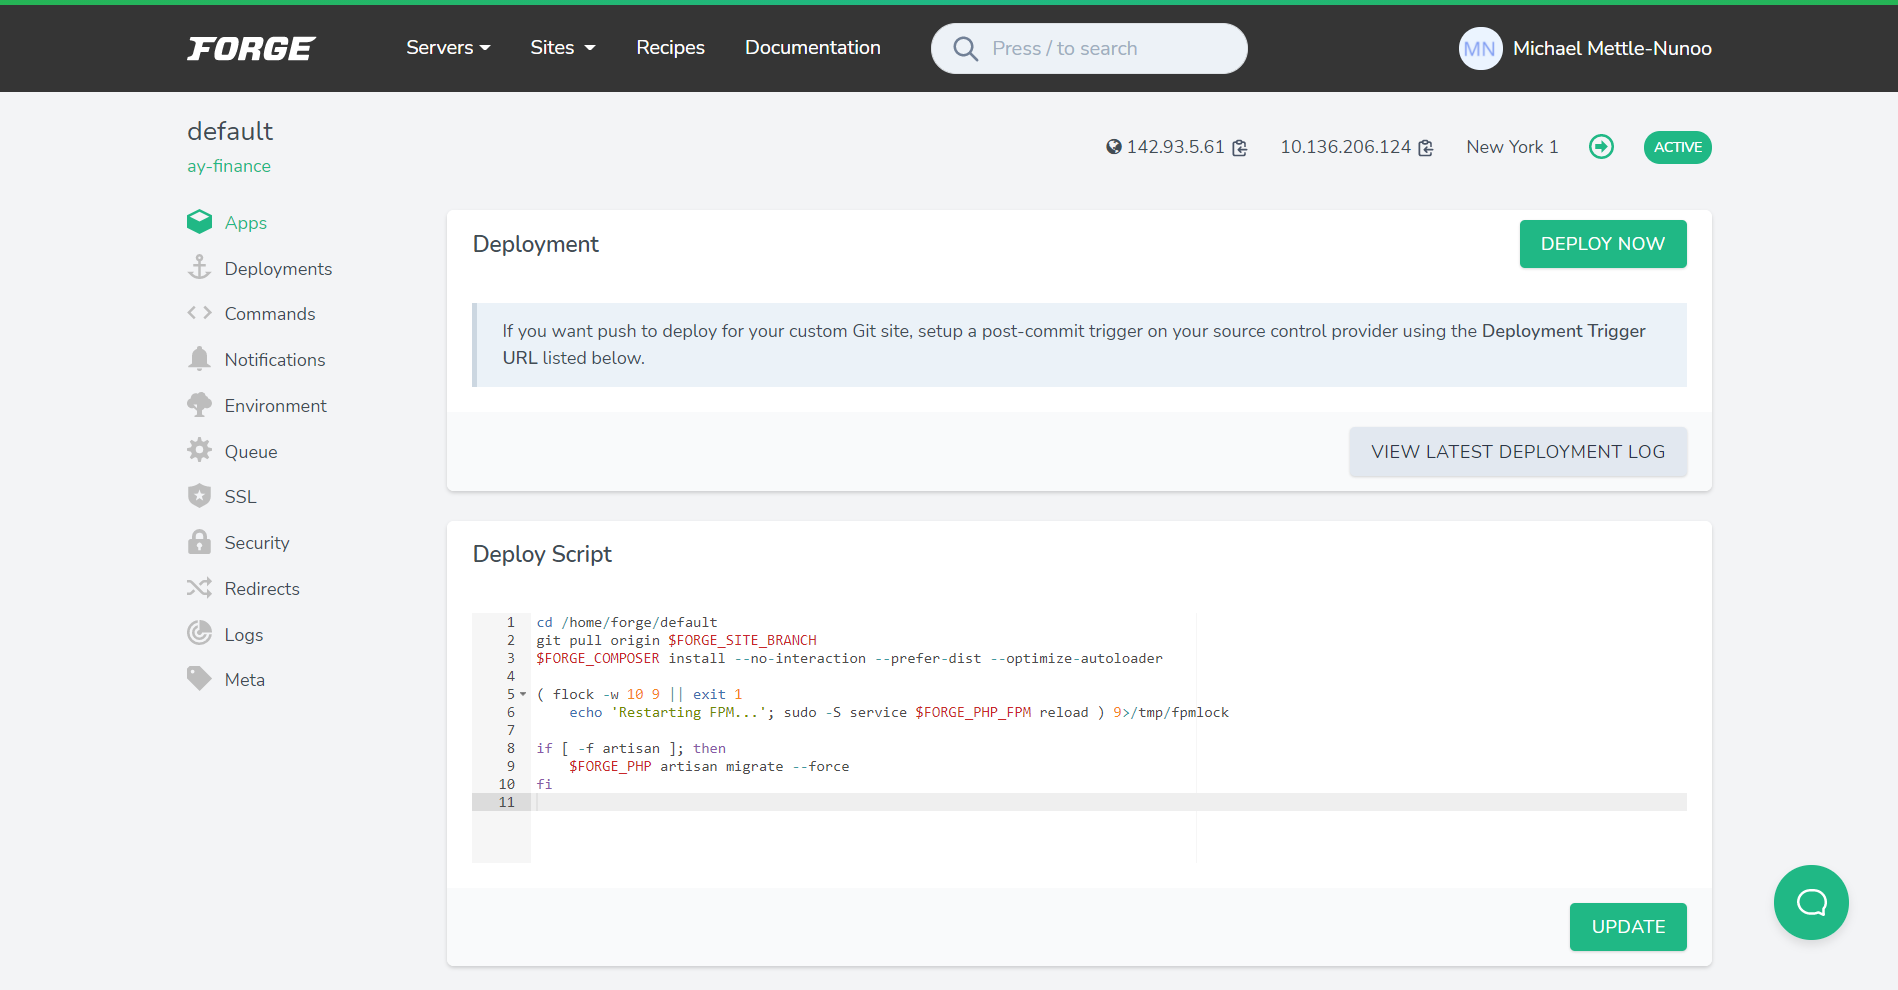 FORGE
Servers
Sites
Recipes
Documentation
Press / to search
MN
Michael Mettle-Nunoo
default
ay-finance
142.93.5.61
10.136.206.124
New York 1
ACTIVE
Apps
Deployments
Commands
Notifications
Environment
Queue
SSL
Security
Redirects
Logs
Meta
Deployment
DEPLOY NOW
If you want push to deploy for your custom Git site, setup a post-commit trigger on your source control provider using the Deployment Trigger
URL listed below.
VIEW LATEST DEPLOYMENT LOG
Deploy Script
1 cd /home/forge/default
2 git pull origin $FORGE_SITE_BRANCH
3 $FORGE_COMPOSER install --no-interaction --prefer-dist --optimize-autoloader
4
5 ( flock -w 10 9 || exit 1
6     echo 'Restarting FPM...'; sudo -S service $FORGE_PHP_FPM reload ) 9>/tmp/fpmlock
7
8 if [ -f artisan ]; then
9     $FORGE_PHP artisan migrate --force
10 fi
11
UPDATE